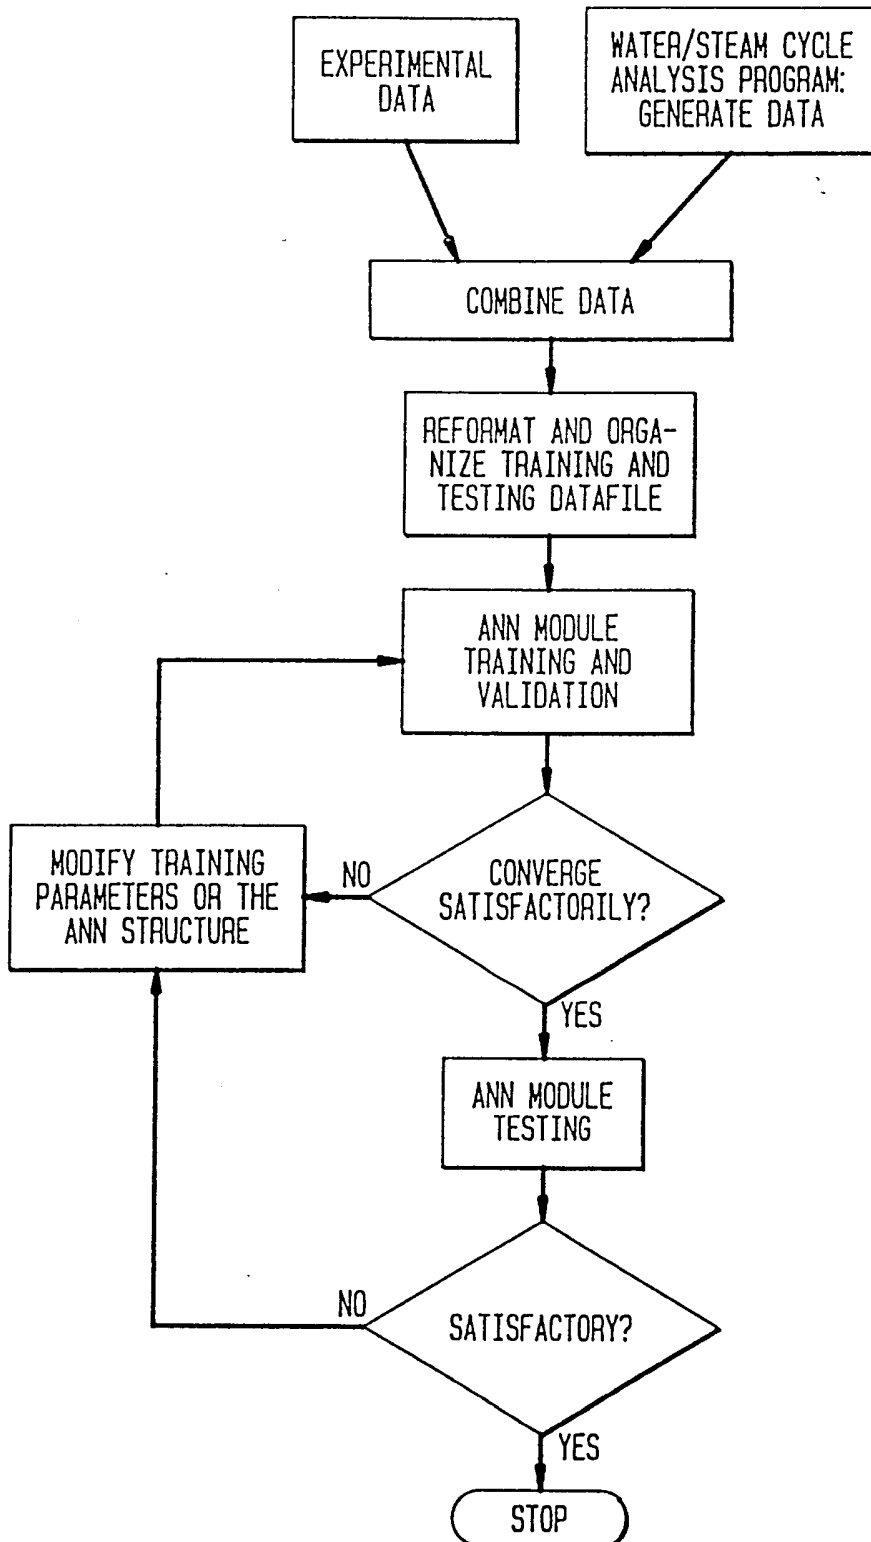 EXPERIMENTAL
DATA
WATER/STEAM CYCLE
ANALYSIS PROGRAM:
GENERATE DATA
COMBINE DATA
REFORMAT AND ORGA-
NIZE TRAINING AND
TESTING DATAFILE
ANN MODULE
TRAINING AND
VALIDATION
MODIFY TRAINING
PARAMETERS OR THE
ANN STRUCTURE
NO
CONVERGE
SATISFACTORILY?
YES
ANN MODULE
TESTING
NO
SATISFACTORY?
YES
STOP